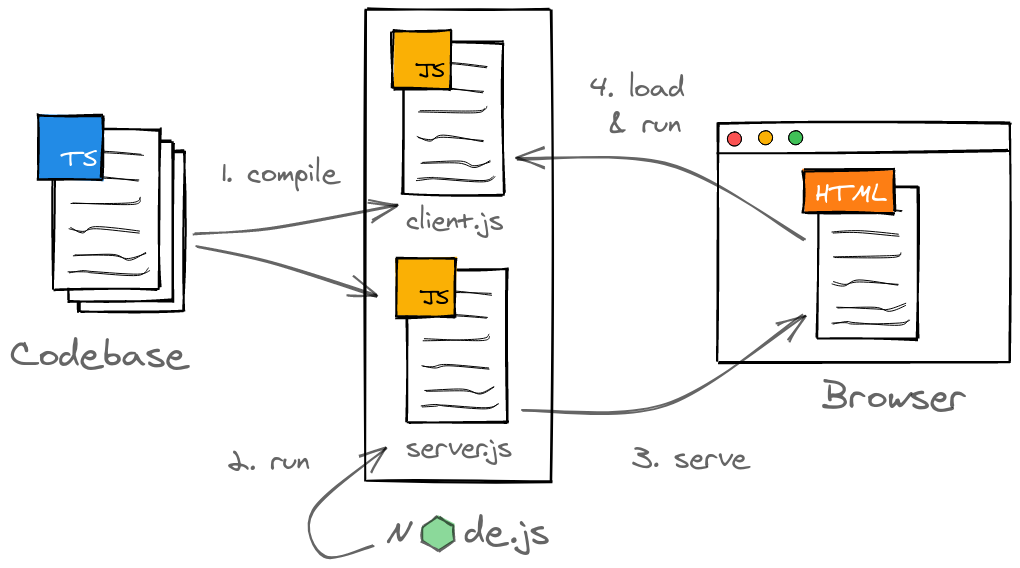 TS
Codebase
1. compile
JS
client.js
JS
server.js
2. run
N de.js
3. serve
4. load
& run
HTML
Browser